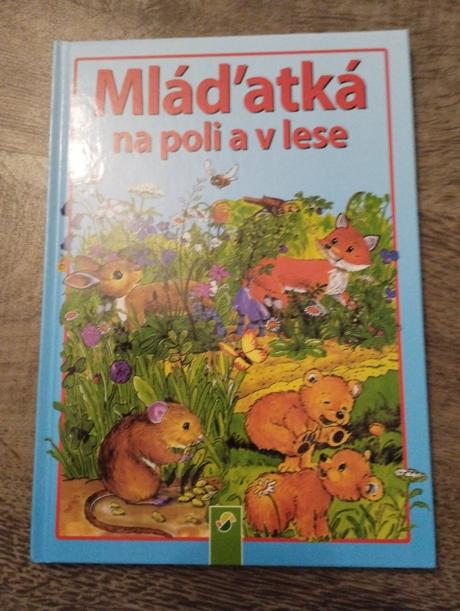 Mláďatká
na poli a v lese